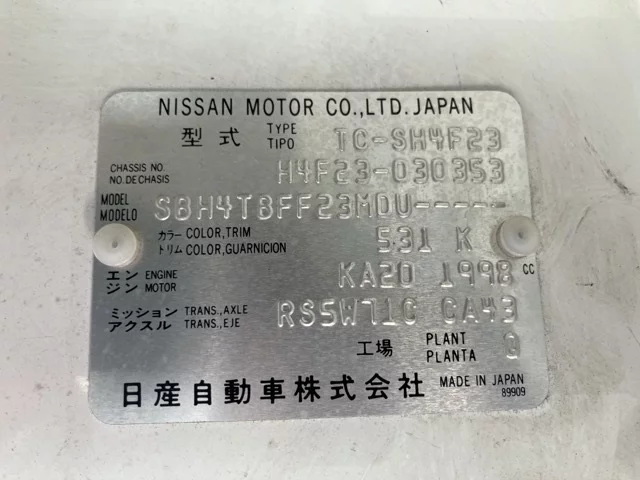 NISSAN MOTOR CO.,LTD. JAPAN
型式 TYPE TIPO TC-SH4F23
CHASSIS NO. NO.DE CHASIS H4F23-030353
MODEL MODELO SBH4TBFF23MDU-----
カラー COLOR,TRIM トリム COLOR,GUARNICION 531 K
エンジン ENGINE MOTOR KA20 1998 CC
ミッション TRANS.,AXLE アクスル TRANS.,EJE RS5W71C CA43
工場 PLANT PLANTA Q
日産自動車株式会社 MADE IN JAPAN 89909